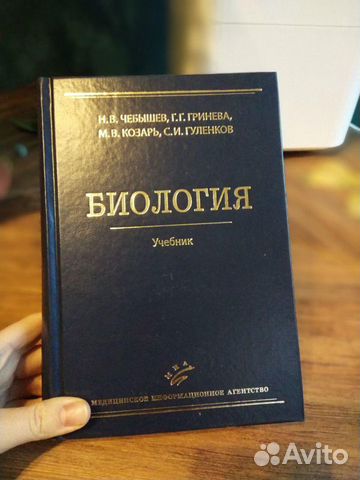 Н.В. ЧЕБЫШЕВ, Г.Г. ГРИНЕВА,
М.В. КОЗАРЬ, С.И. ГУЛЕНКОВ
БИОЛОГИЯ
Учебник
МИА
МЕДИЦИНСКОЕ ИНФОРМАЦИОННОЕ АГЕНТСТВО
Avito